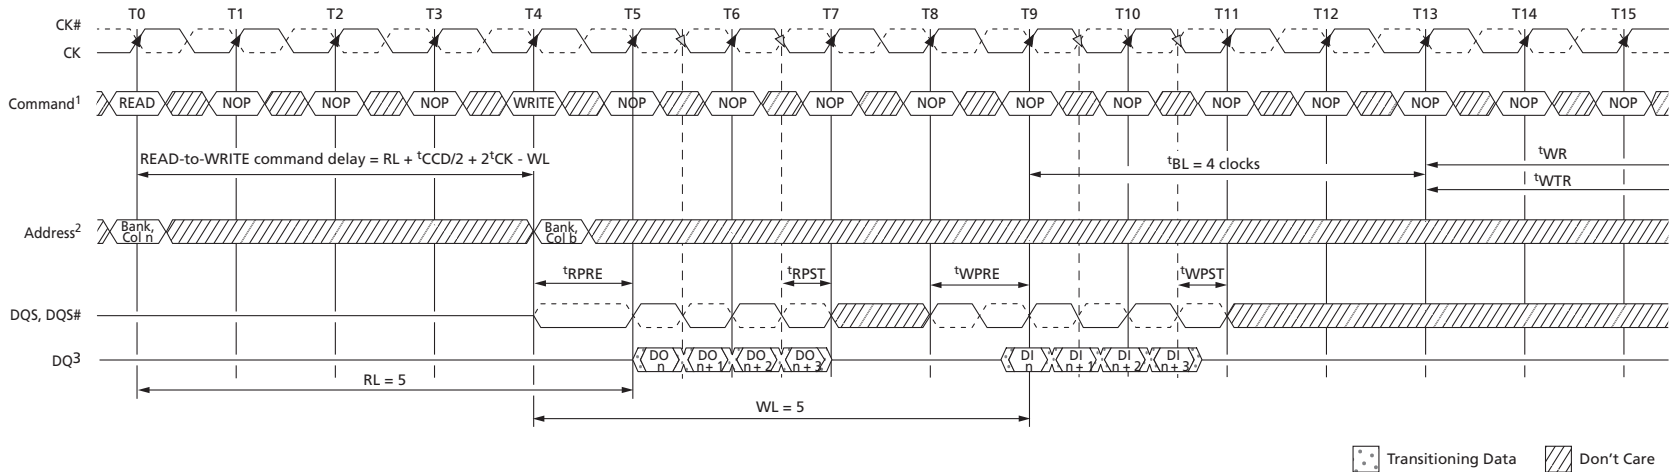 T0 T1 T2 T3 T4 T5 T6 T7 T8 T9 T10 T11 T12 T13 T14 T15
CK#
CK
Command1 READ NOP NOP NOP WRITE NOP NOP NOP NOP NOP NOP NOP NOP NOP NOP NOP
READ-to-WRITE command delay = RL + tCCD/2 + 2tCK - WL
tBL = 4 clocks
tWR
tWTR
Address2 Bank, Col n Bank, Col b
tRPRE tRPST tWPRE tWPST
DQS, DQS#
DQ3 DO n DO n + 1 DO n + 2 DO n + 3 DI n DI n + 1 DI n + 2 DI n + 3
RL = 5
WL = 5
Transitioning Data Don't Care